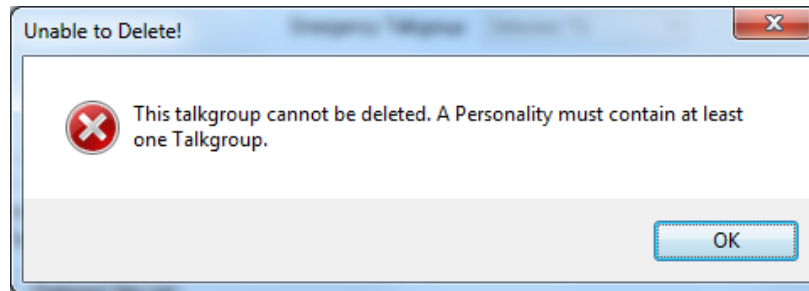 Unable to Delete!
This talkgroup cannot be deleted. A Personality must contain at least
one Talkgroup.
OK